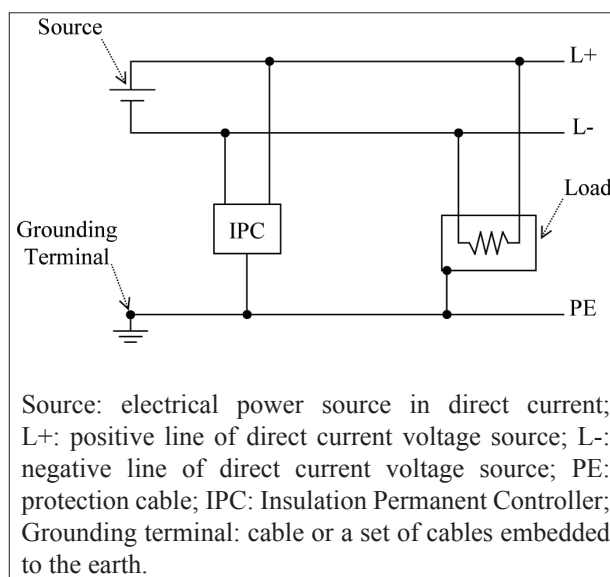 Source
L+
L-
Load
Grounding
Terminal
IPC
PE
Source: electrical power source in direct current;
L+: positive line of direct current voltage source; L-:
negative line of direct current voltage source; PE:
protection cable; IPC: Insulation Permanent Controller;
Grounding terminal: cable or a set of cables embedded
to the earth.